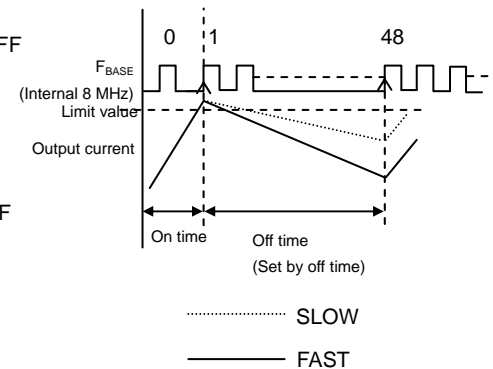 FF
0 1 48
FBASE
(Internal 8 MHz)
Limit value
Output current
F
On time
Off time
(Set by off time)
SLOW
FAST